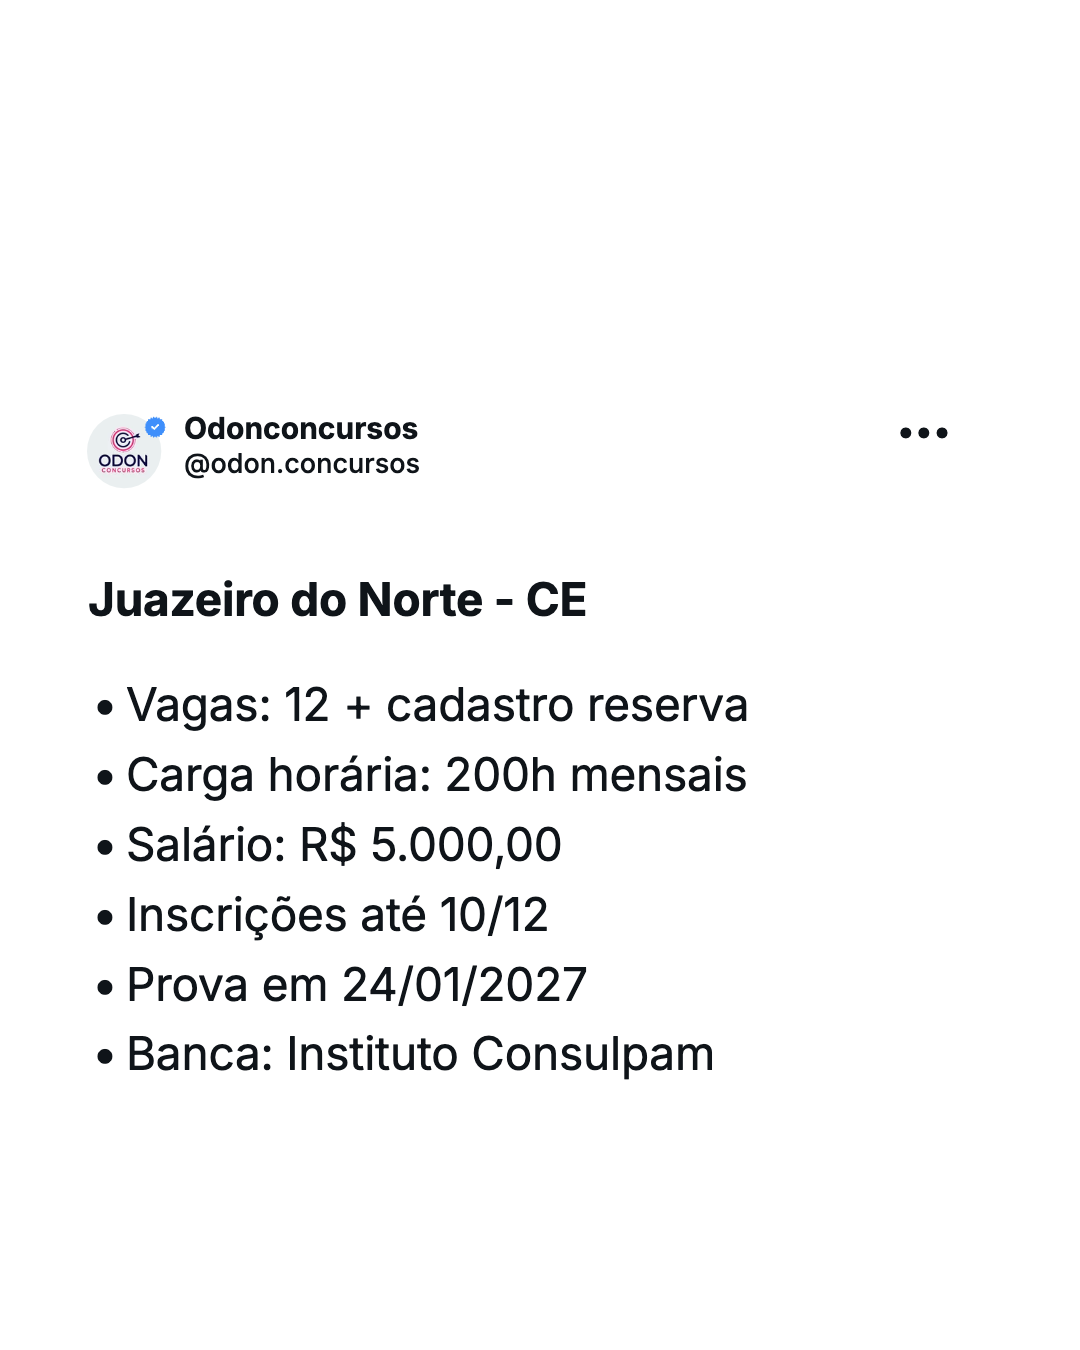 ODON
CONCURSOS
Odonconcursos
@odon.concursos
Juazeiro do Norte - CE
• Vagas: 12 + cadastro reserva
• Carga horária: 200h mensais
• Salário: R$ 5.000,00
• Inscrições até 10/12
• Prova em 24/01/2027
• Banca: Instituto Consulpam